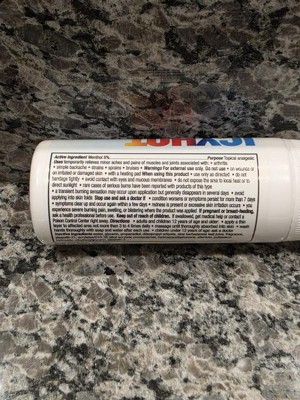 ICY HOT
Active ingredient Menthol Purpose Topical analgesic
Uses temporarily relieves minor aches and pains of muscles and joints associated with: • arthritis
• simple backache • strains • sprains • bruises • Warnings For external use only. Do not use • on wounds or
on irritated or damaged skin • with a heating pad When using this product • use only as directed. • do not
bandage tightly • avoid contact with eyes and mucous membranes • do not expose the area to local heat or to
direct sunlight • rare cases of serious burns have been reported with products of this type
• a transient burning sensation may occur upon application but generally disappears in several days • avoid
applying into skin folds Stop use and ask a doctor if • condition worsens or symptoms persist for more than 7 days
• symptoms clear up and occur again within a few days • redness is present or excessive skin irritation occurs • you
experience severe burning pain, swelling, or blistering where the product was applied If pregnant or breast-feeding,
ask a health professional before use. Keep out of reach of children. If swallowed, get medical help or contact a
Poison Control Center right away. Directions • adults and children 12 years of age and older: • apply a thin
layer to affected area not more than 3 to 4 times daily • massage until thoroughly absorbed into skin • wash
hands thoroughly with soap and water after each use • children under 12 years of age: ask a doctor